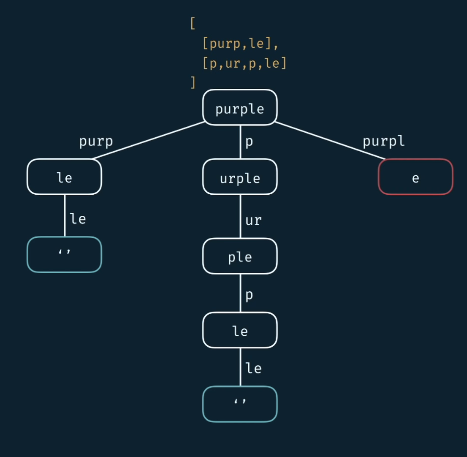 [
[purp,le],
[p,ur,p,le]
]
purple
purp
p
purpl
le
urple
e
le
ur
‘’
ple
p
le
le
‘’